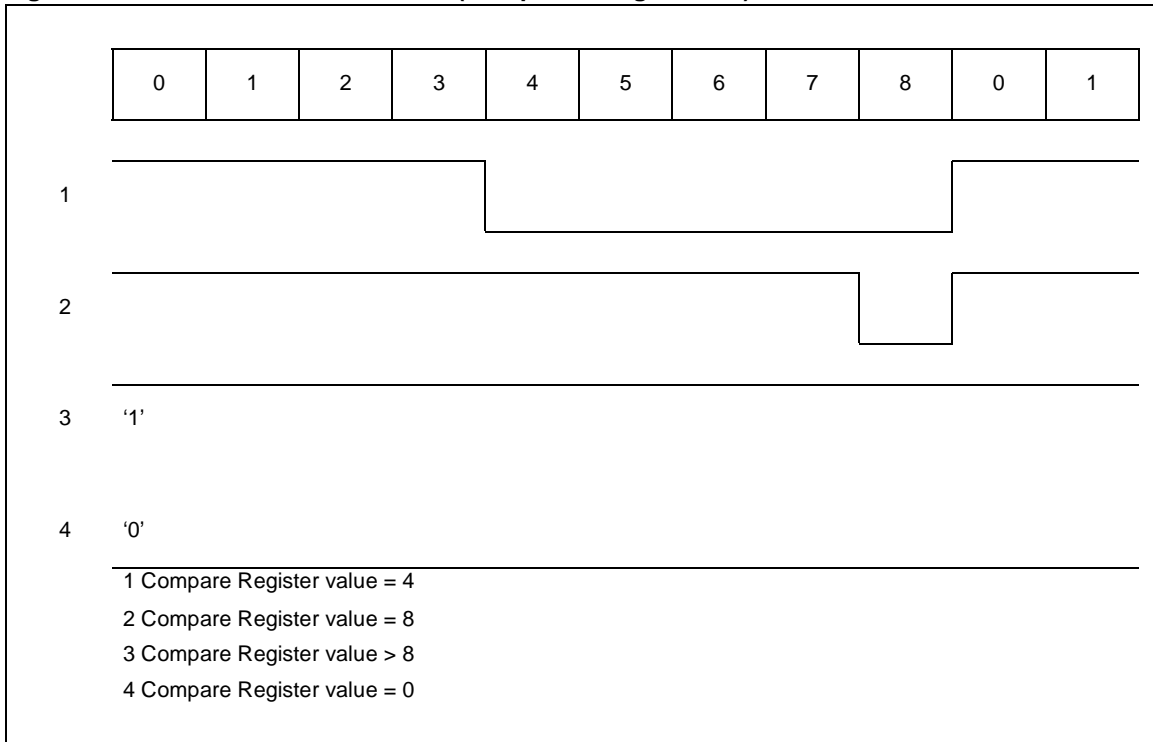 0 1 2 3 4 5 6 7 8 0 1
1
2
3 ‘1’
4 ‘0’
1 Compare Register value = 4
2 Compare Register value = 8
3 Compare Register value > 8
4 Compare Register value = 0